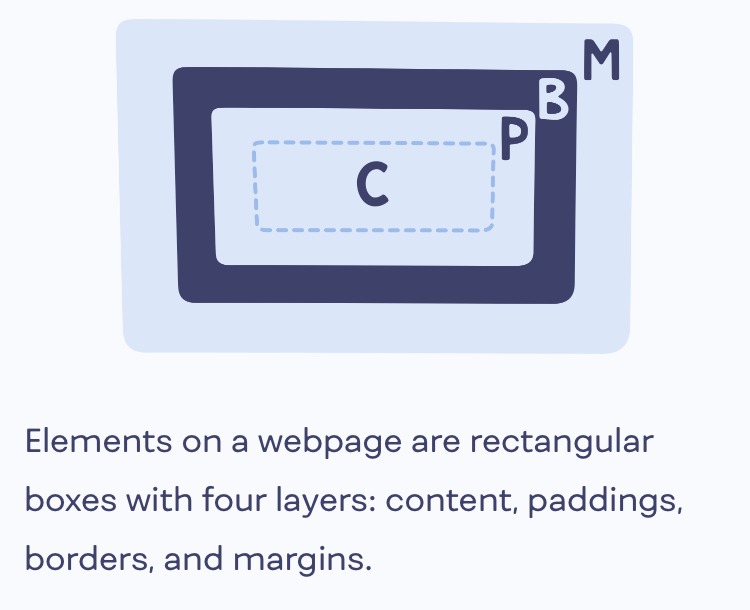 M
B
P
C
Elements on a webpage are rectangular
boxes with four layers: content, paddings,
borders, and margins.